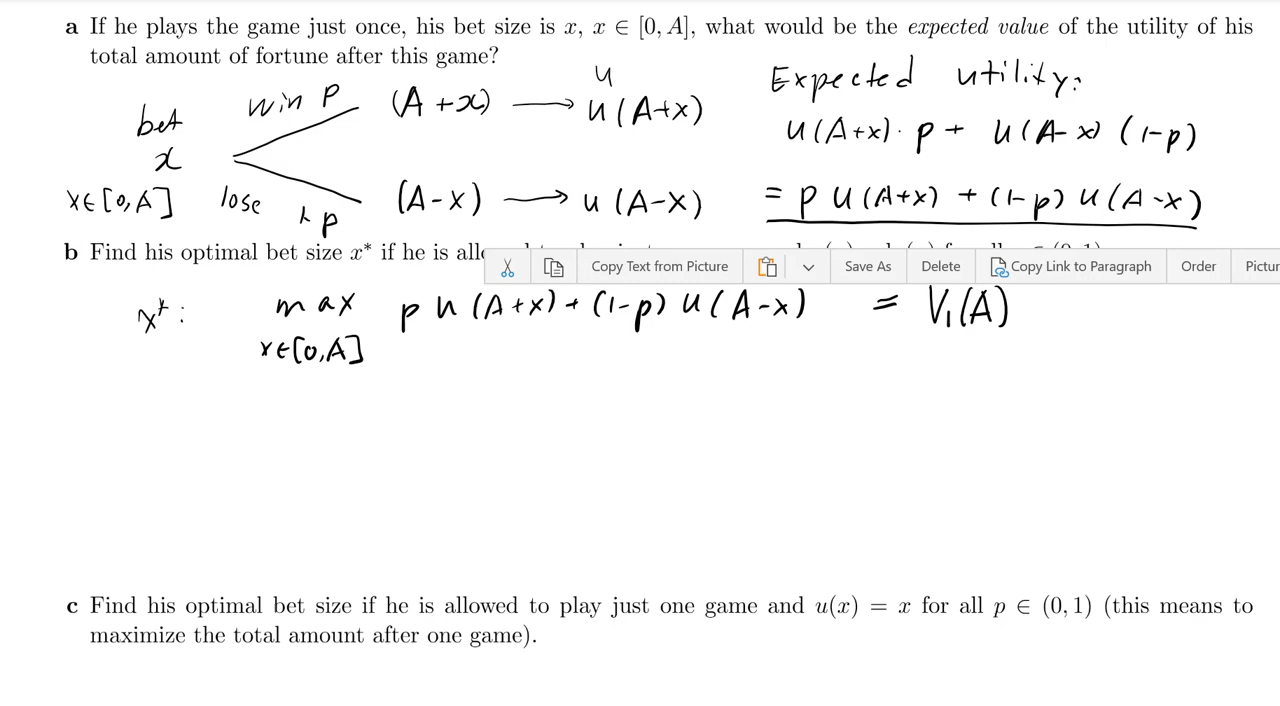 a If he plays the game just once, his bet size is x, x ∈ [0, A], what would be the expected value of the utility of his
total amount of fortune after this game?
bet win p (A+x) → u u(A+x) Expected utility:
x u(A+x)·p + u(A-x)(1-p)
x∈[0,A] lose 1-p (A-x) → u(A-x) = p u(A+x) + (1-p) u(A-x)
b Find his optimal bet size x* if he is
Copy Text from Picture Save As Delete Copy Link to Paragraph Order Pictur
x*: max p u(A+x) + (1-p) u(A-x) = V₁(A)
x∈[0,A]
c Find his optimal bet size if he is allowed to play just one game and u(x) = x for all p ∈ (0, 1) (this means to
maximize the total amount after one game).